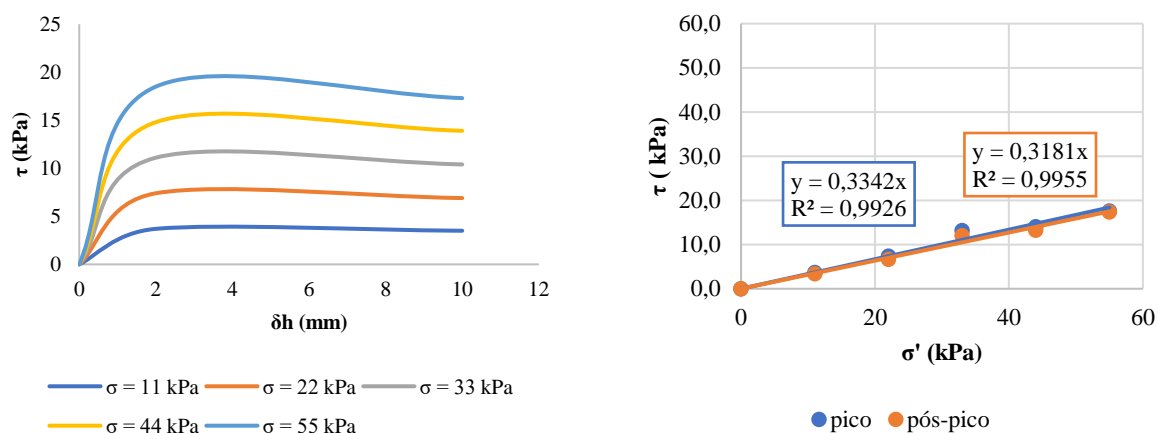 25
20
15
10
5
0
τ (kPa)
0 2 4 6 8 10 12
δh (mm)
σ = 11 kPa σ = 22 kPa σ = 33 kPa
σ = 44 kPa σ = 55 kPa
60,0
50,0
40,0
30,0
20,0
10,0
0,0
τ ( kPa)
y = 0,3342x
R² = 0,9926
y = 0,3181x
R² = 0,9955
0 20 40 60
σ' (kPa)
pico pós-pico